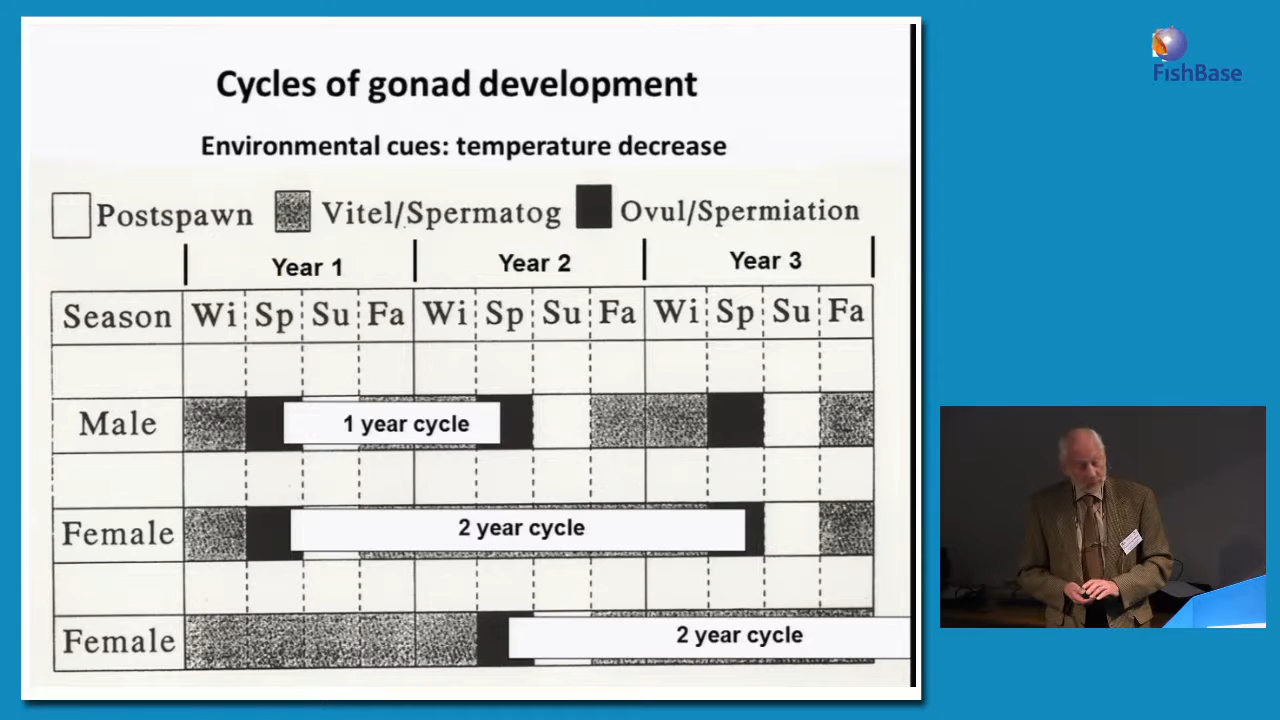 Cycles of gonad development
FishBase
Environmental cues: temperature decrease
Postspawn Vitel/Spermatog Ovul/Spermiation
Year 1 Year 2 Year 3
Season Wi Sp Su Fa Wi Sp Su Fa Wi Sp Su Fa
Male 1 year cycle
Female 2 year cycle
Female 2 year cycle